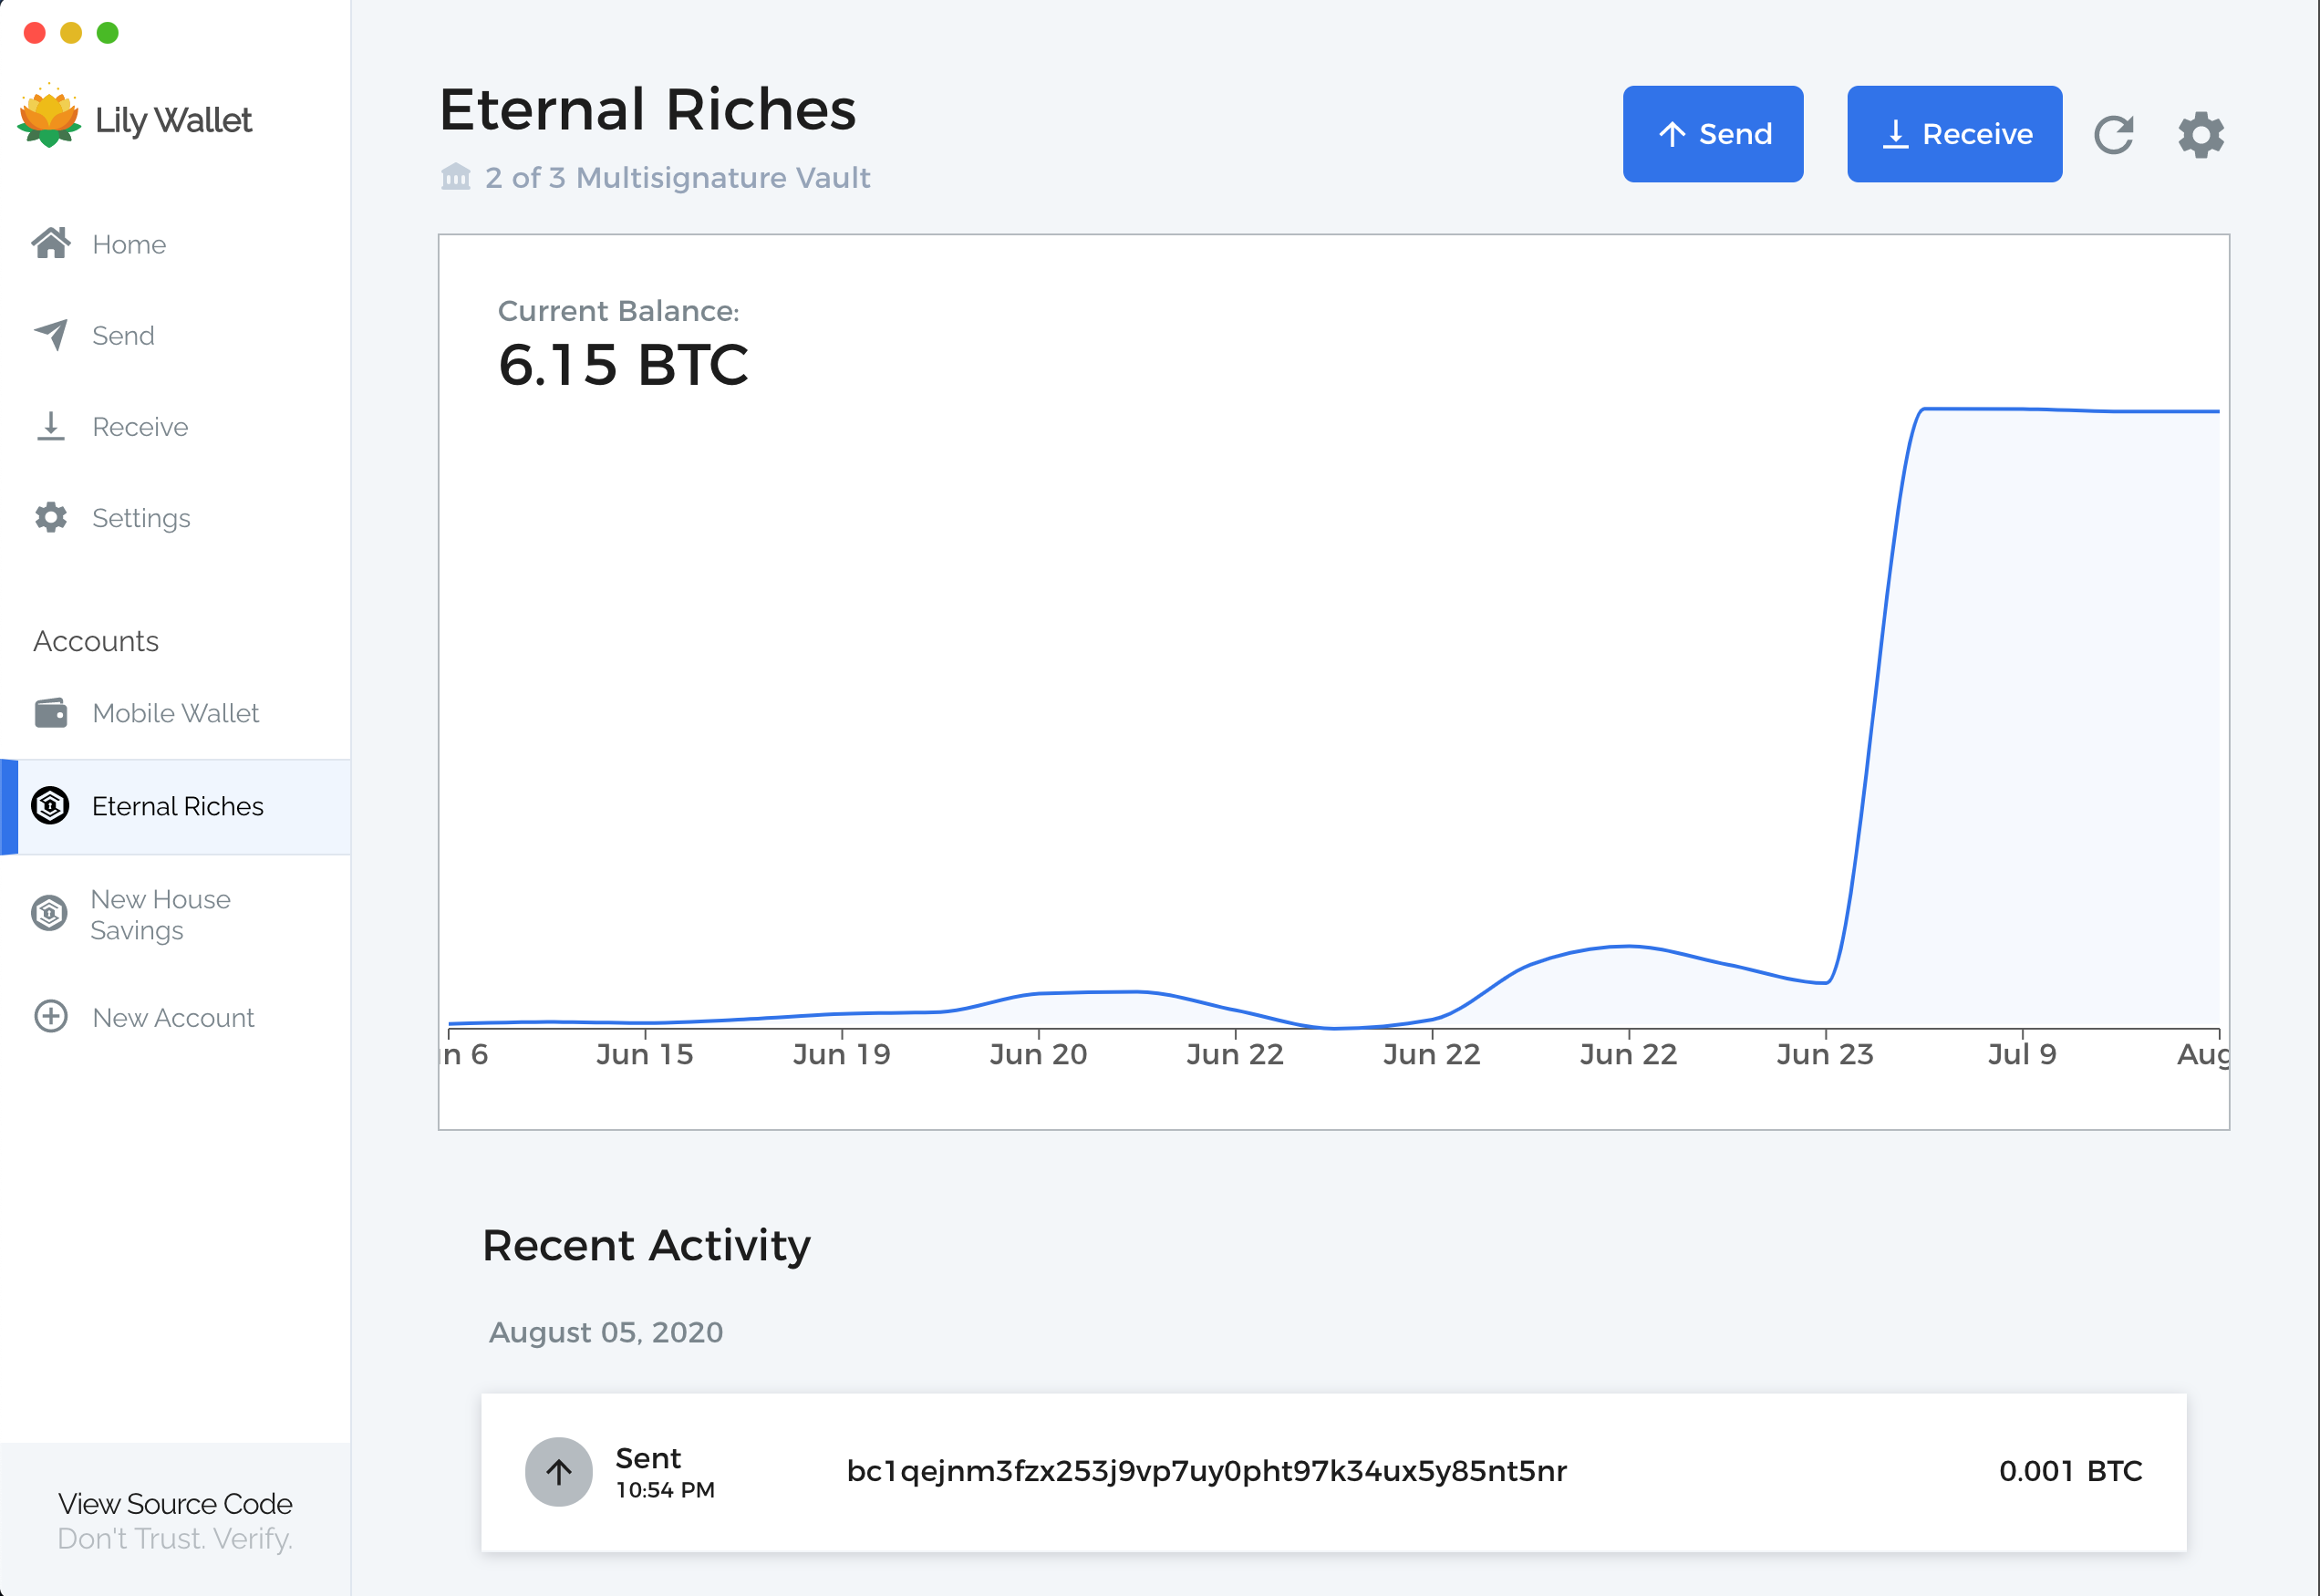 Lily Wallet
Home
Send
Receive
Settings
Accounts
Mobile Wallet
Eternal Riches
New House
Savings
New Account
View Source Code
Don't Trust. Verify.
Eternal Riches
2 of 3 Multisignature Vault
Send
Receive
Current Balance:
6.15 BTC
n 6 Jun 15 Jun 19 Jun 20 Jun 22 Jun 22 Jun 22 Jun 23 Jul 9 Aug
Recent Activity
August 05, 2020
Sent
10:54 PM
bc1qejnm3fzx253j9vp7uy0pht97k34ux5y85nt5nr
0.001 BTC